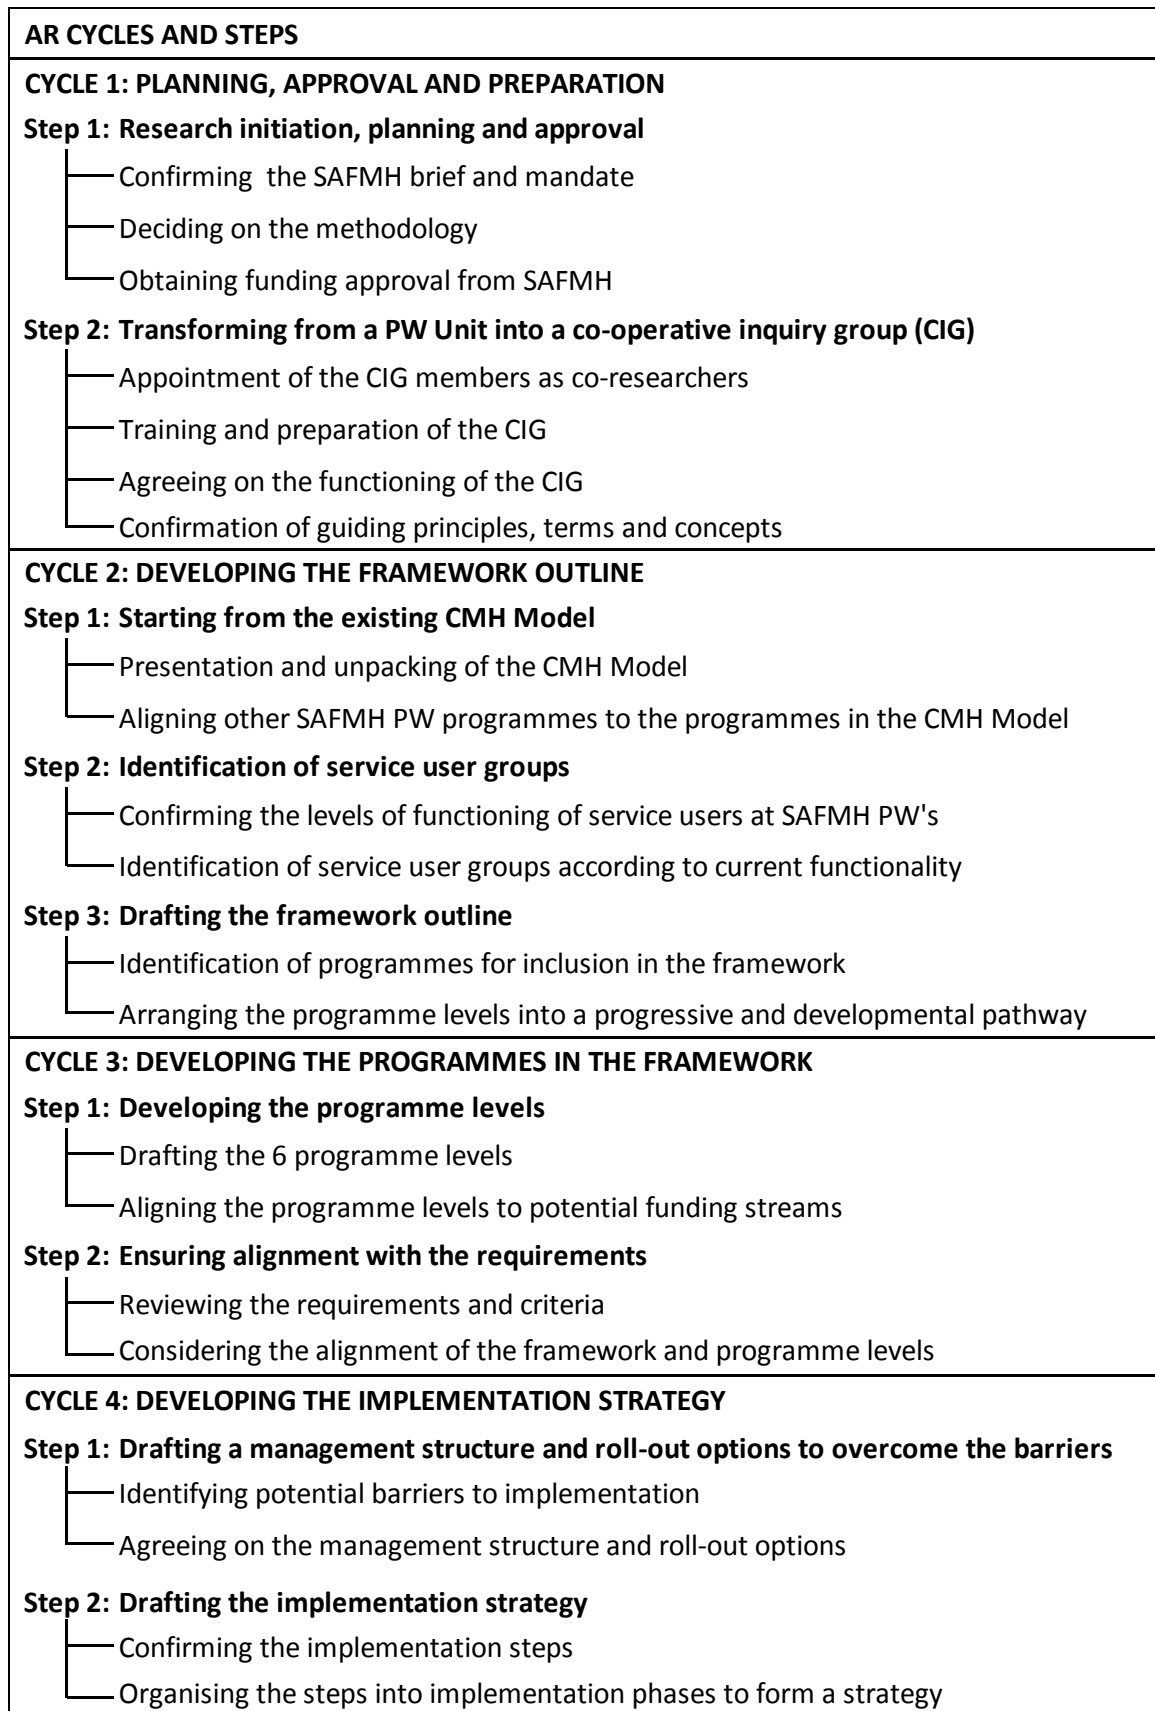 AR CYCLES AND STEPS
CYCLE 1: PLANNING, APPROVAL AND PREPARATION
Step 1: Research initiation, planning and approval
Confirming the SAFMH brief and mandate
Deciding on the methodology
Obtaining funding approval from SAFMH
Step 2: Transforming from a PW Unit into a co-operative inquiry group (CIG)
Appointment of the CIG members as co-researchers
Training and preparation of the CIG
Agreeing on the functioning of the CIG
Confirmation of guiding principles, terms and concepts
CYCLE 2: DEVELOPING THE FRAMEWORK OUTLINE
Step 1: Starting from the existing CMH Model
Presentation and unpacking of the CMH Model
Aligning other SAFMH PW programmes to the programmes in the CMH Model
Step 2: Identification of service user groups
Confirming the levels of functioning of service users at SAFMH PW's
Identification of service user groups according to current functionality
Step 3: Drafting the framework outline
Identification of programmes for inclusion in the framework
Arranging the programme levels into a progressive and developmental pathway
CYCLE 3: DEVELOPING THE PROGRAMMES IN THE FRAMEWORK
Step 1: Developing the programme levels
Drafting the 6 programme levels
Aligning the programme levels to potential funding streams
Step 2: Ensuring alignment with the requirements
Reviewing the requirements and criteria
Considering the alignment of the framework and programme levels
CYCLE 4: DEVELOPING THE IMPLEMENTATION STRATEGY
Step 1: Drafting a management structure and roll-out options to overcome the barriers
Identifying potential barriers to implementation
Agreeing on the management structure and roll-out options
Step 2: Drafting the implementation strategy
Confirming the implementation steps
Organising the steps into implementation phases to form a strategy